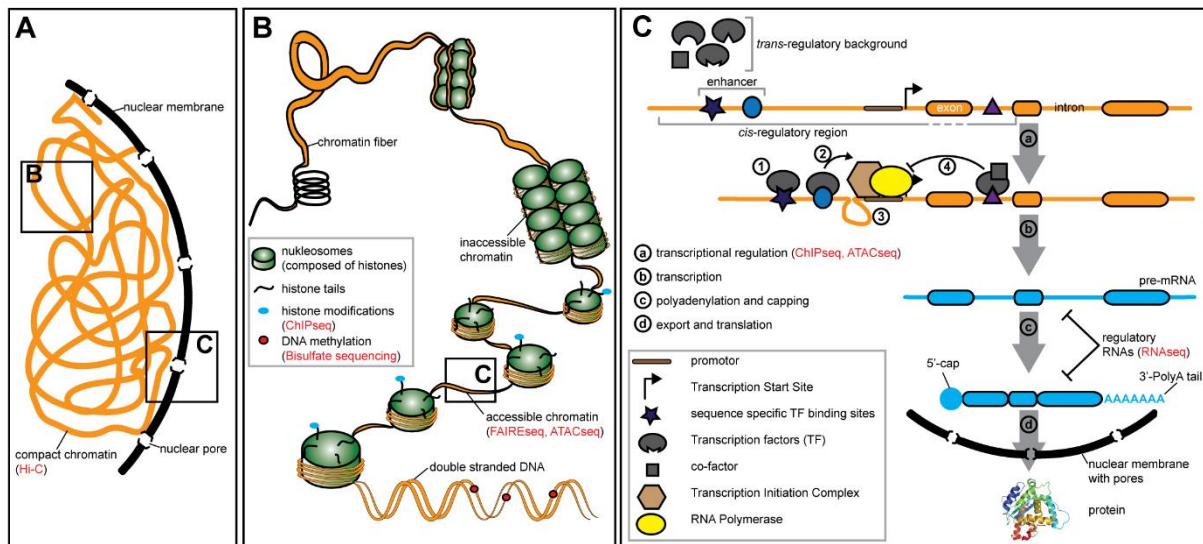 A
nuclear membrane
B
C
compact chromatin
(Hi-C)
nuclear pore
B
chromatin fiber
inaccessible
chromatin
nukleosomes
(composed of histones)
histone tails
histone modifications
(ChIPseq)
DNA methylation
(Bisulfate sequencing)
C
accessible chromatin
(FAIREseq, ATACseq)
double stranded DNA
C
trans-regulatory background
enhancer
exon
intron
cis-regulatory region
a
1
2
3
4
b
a transcriptional regulation (ChIPseq, ATACseq)
b transcription
c polyadenylation and capping
d export and translation
pre-mRNA
c
regulatory
RNAs (RNAseq)
5'-cap
3'-PolyA tail
AAAAAAA
d
nuclear membrane
with pores
protein
promotor
Transcription Start Site
sequence specific TF binding sites
Transcription factors (TF)
co-factor
Transcription Initiation Complex
RNA Polymerase